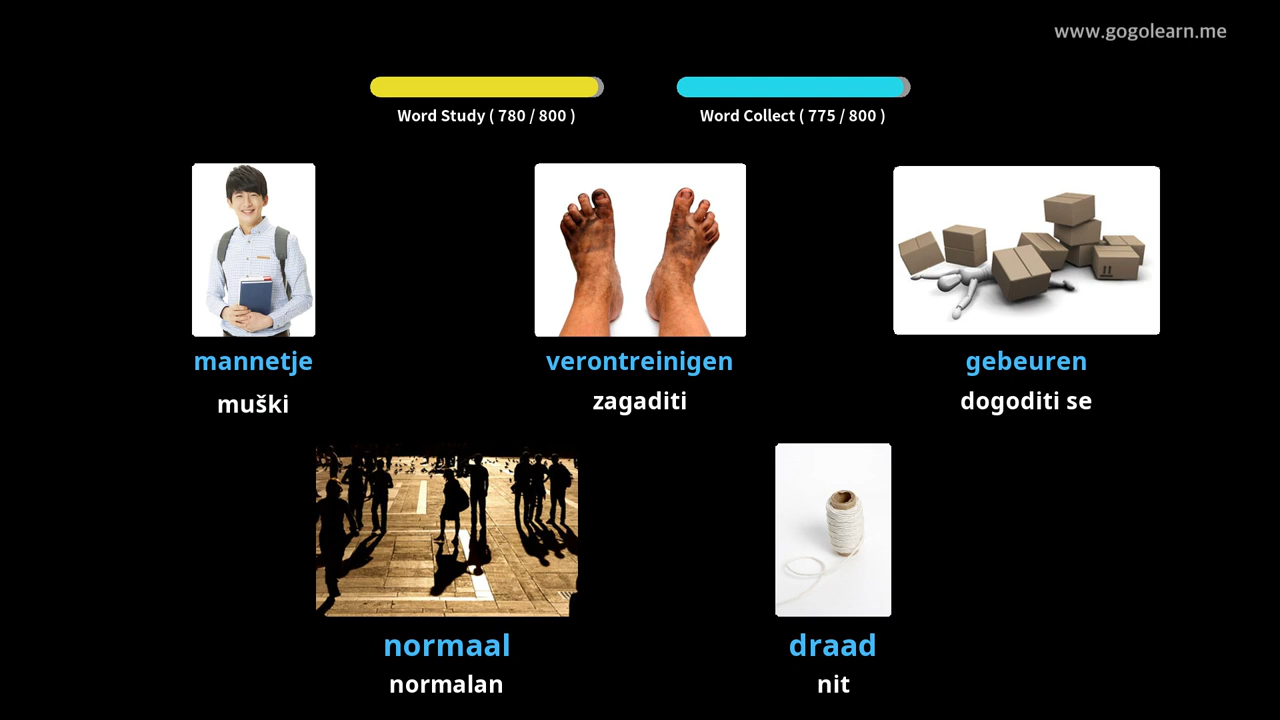 www.gogolearn.me
Word Study ( 780 / 800 )
Word Collect ( 775 / 800 )
mannetje
muški
verontreinigen
zagaditi
gebeuren
dogoditi se
normaal
normalan
draad
nit